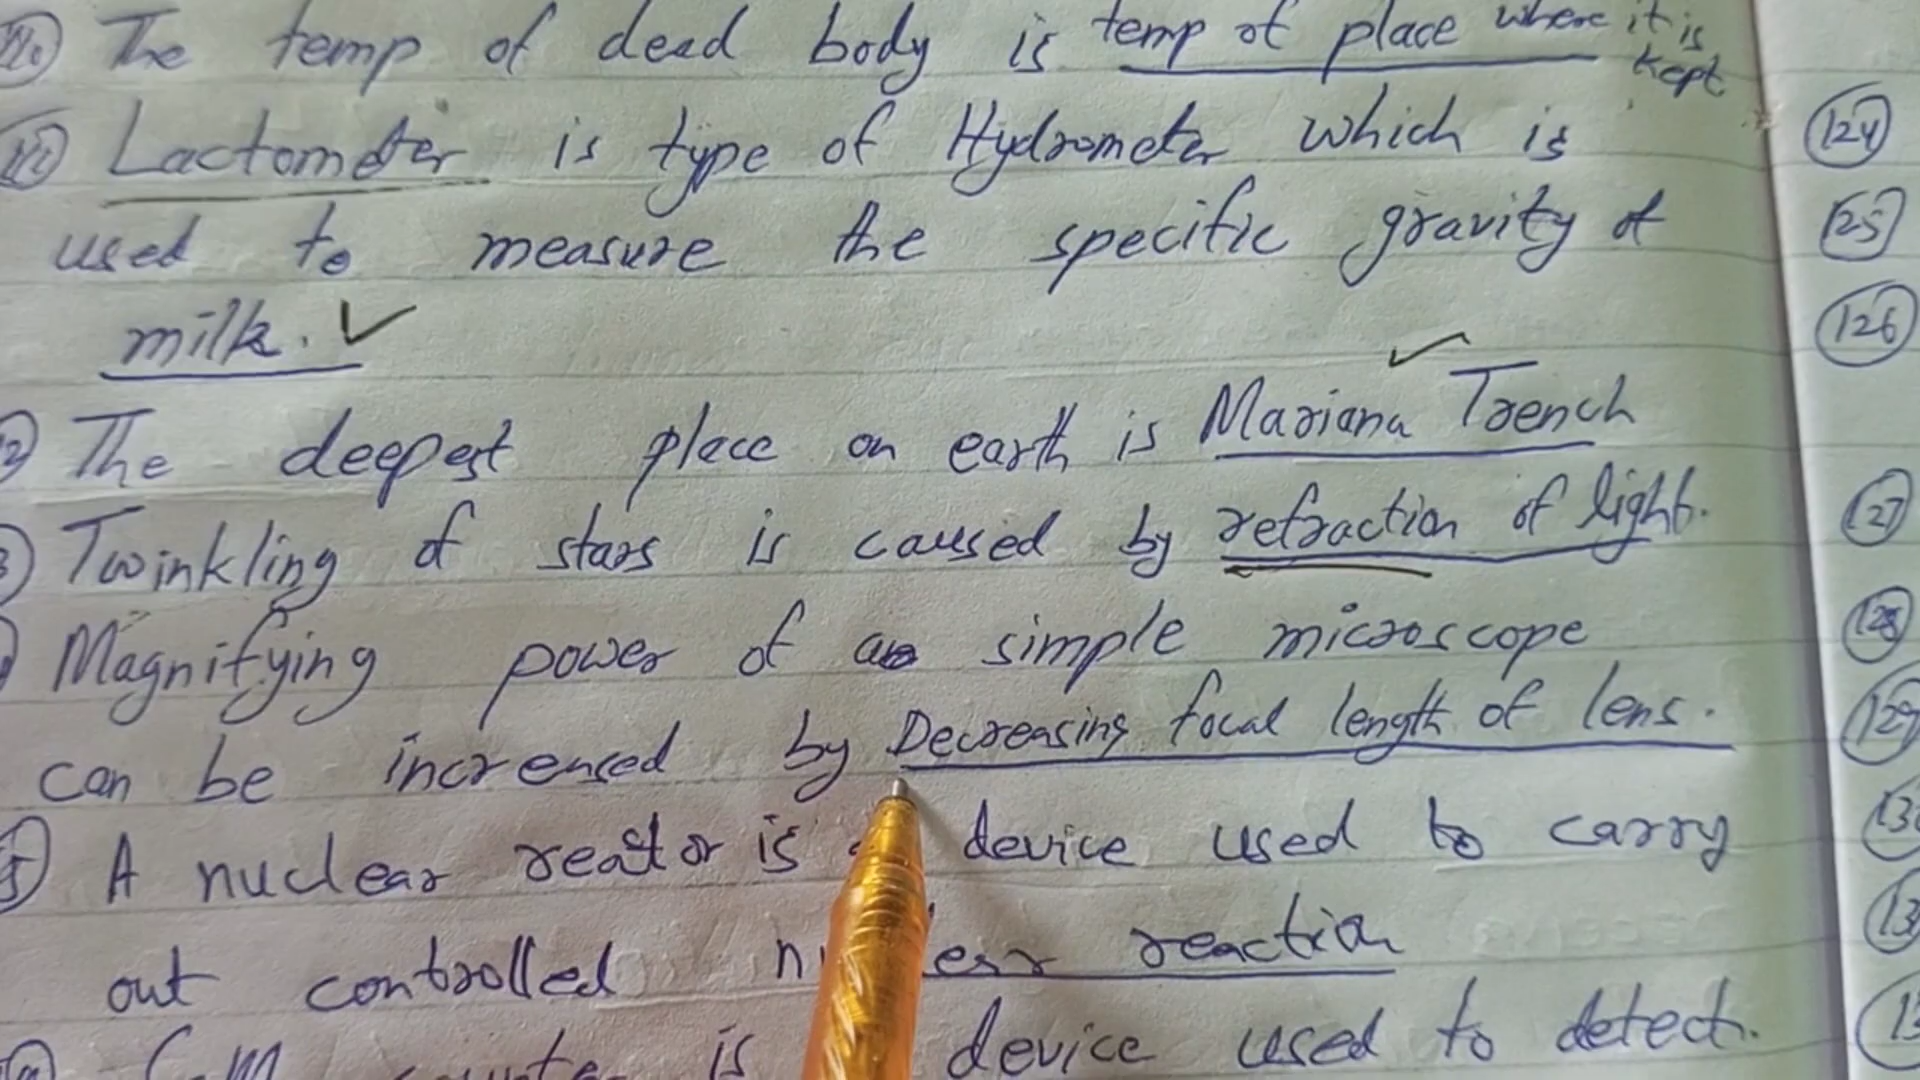 The temp of dead body is temp of place where it is
kept
Lactometer is type of Hydrometer which is
used to measure the specific gravity of
milk.
The deepest place on earth is Mariana Trench
Twinkling of stars is caused by refraction of light.
Magnifying power of simple microscope
can be increased by Decreasing focal length of lens.
A nuclear reactor is device used to carry
out controlled reaction
G.M counter is device used to detect.
124
125
126
127
128
129